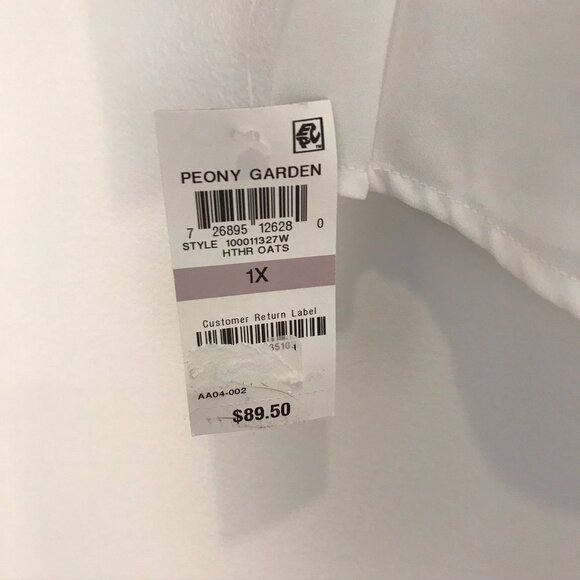 PEONY GARDEN
7 26895 12628 0
STYLE 100011327W
HTHR OATS
1X
Customer Return Label
AA04-002
$89.50